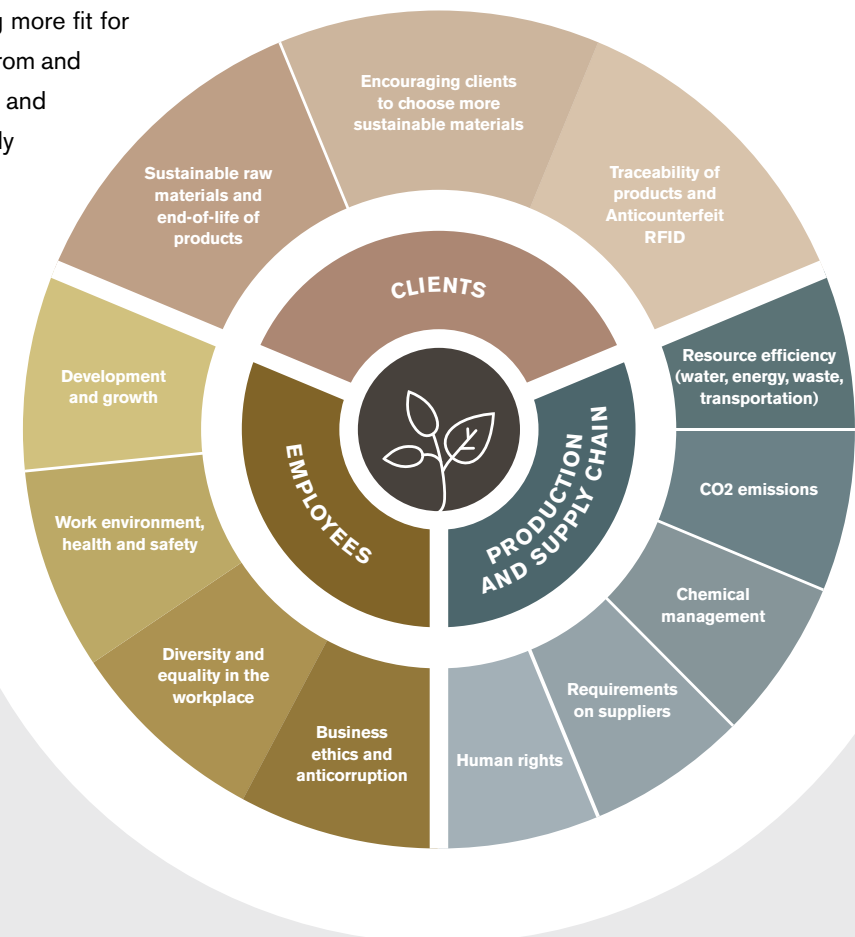 more fit for
and
and
Encouraging clients
to choose more
sustainable materials
Sustainable raw
materials and
end-of-life of
products
Traceability of
products and
Anticounterfeit
RFID
CLIENTS
Development
and growth
Resource efficiency
(water, energy, waste,
transportation)
EMPLOYEES
PRODUCTION
AND SUPPLY CHAIN
CO2 emissions
Work environment,
health and safety
Chemical
management
Diversity and
equality in the
workplace
Requirements
on suppliers
Business
ethics and
anticorruption
Human rights